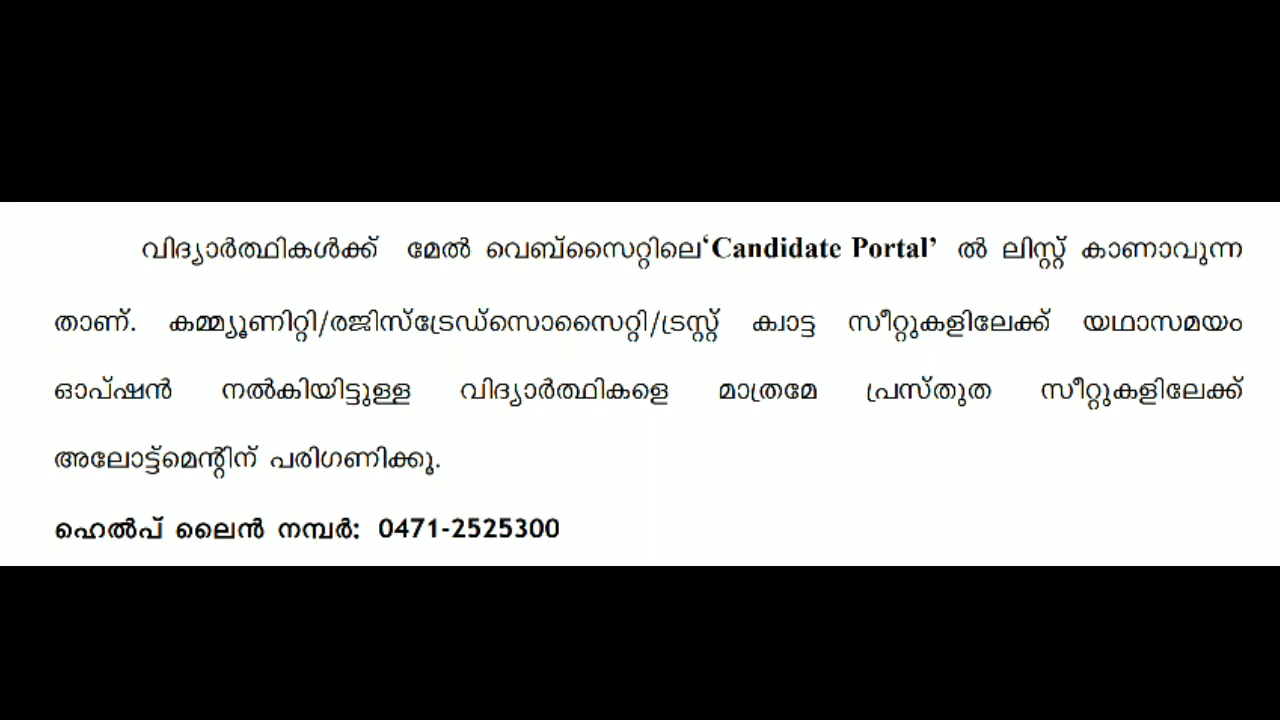 വിദ്യാർത്ഥികൾക്ക് മേൽ വെബ്സൈറ്റിലെ‘Candidate Portal’ ൽ ലിസ്റ്റ് കാണാവുന്ന
താണ്. കമ്മ്യൂണിറ്റി/രജിസ്ട്രേഡ്സൊസൈറ്റി/ട്രസ്റ്റ് ക്വാട്ട സീറ്റുകളിലേക്ക് യഥാസമയം
ഓപ്ഷൻ നൽകിയിട്ടുള്ള വിദ്യാർത്ഥികളെ മാത്രമേ പ്രസ്തുത സീറ്റുകളിലേക്ക്
അലോട്ട്മെന്റിന് പരിഗണിക്കൂ.
ഹെൽപ് ലൈൻ നമ്പർ: 0471-2525300